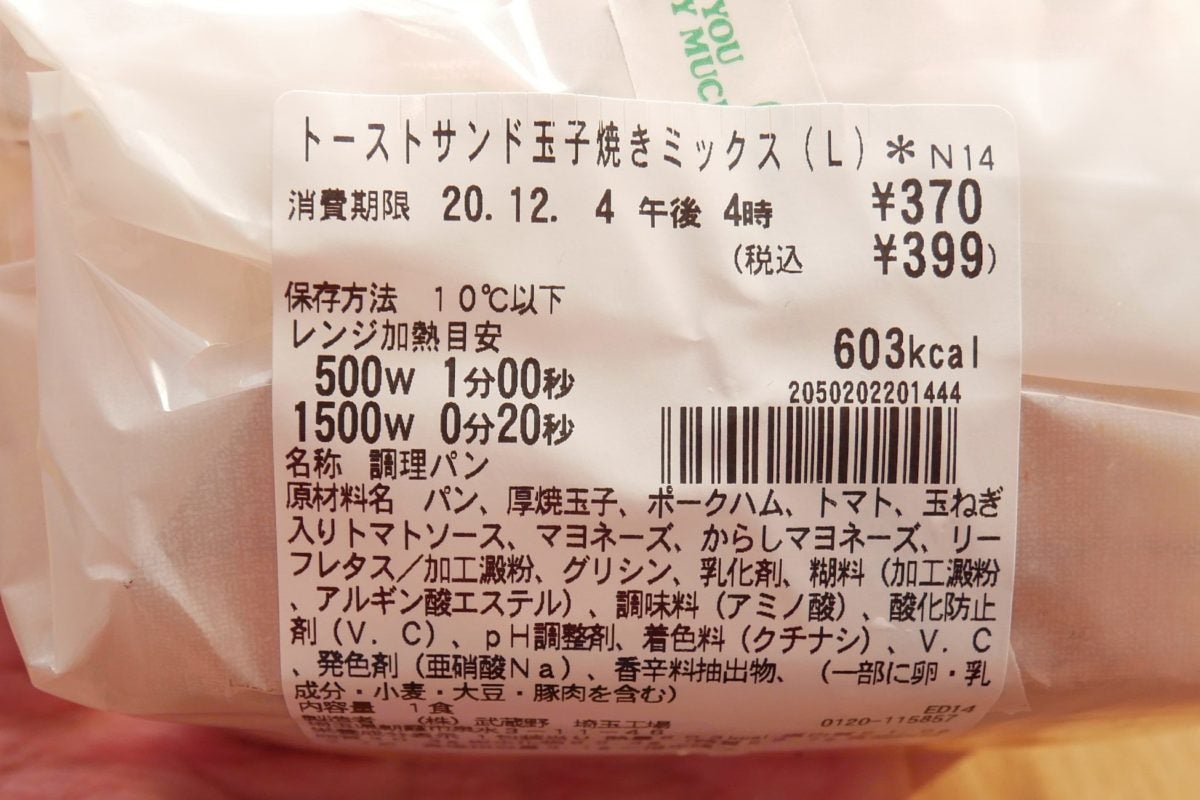 YOU
Y MUC
トーストサンド玉子焼きミックス(L)*N14
消費期限 20.12. 4 午後 4時 ¥370
(税込 ¥399)
保存方法 10℃以下
レンジ加熱目安
603kcal
500W 1分00秒
2050202201444
1500W 0分20秒
名称 調理パン
原材料名 パン、厚焼玉子、ポークハム、トマト、玉ねぎ
入りトマトソース、マヨネーズ、からしマヨネーズ、リー
フレタス/加工澱粉、グリシン、乳化剤、糊料(加工澱粉
、アルギン酸エステル)、調味料(アミノ酸)、酸化防止
剤(V.C)、pH調整剤、着色料(クチナシ)、V.C
、発色剤(亜硝酸Na)、香辛料抽出物、(一部に卵・乳
成分・小麦・大豆・豚肉を含む)
内容量 1食 ED14
製造者 (株)武蔵野 埼玉工場 0120-115857